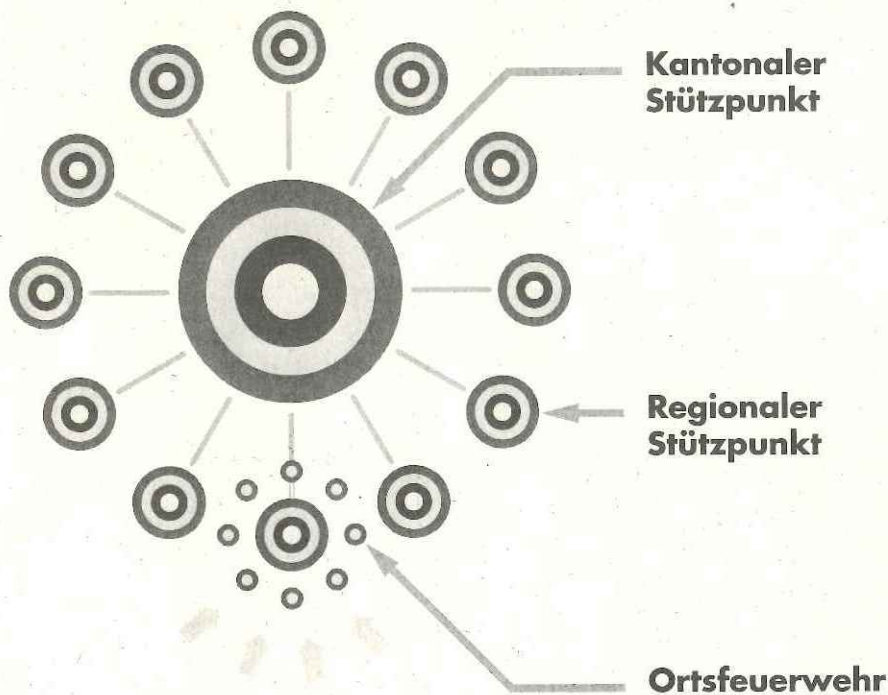 Kantonaler
Stützpunkt
Regionaler
Stützpunkt
Ortsfeuerwehr